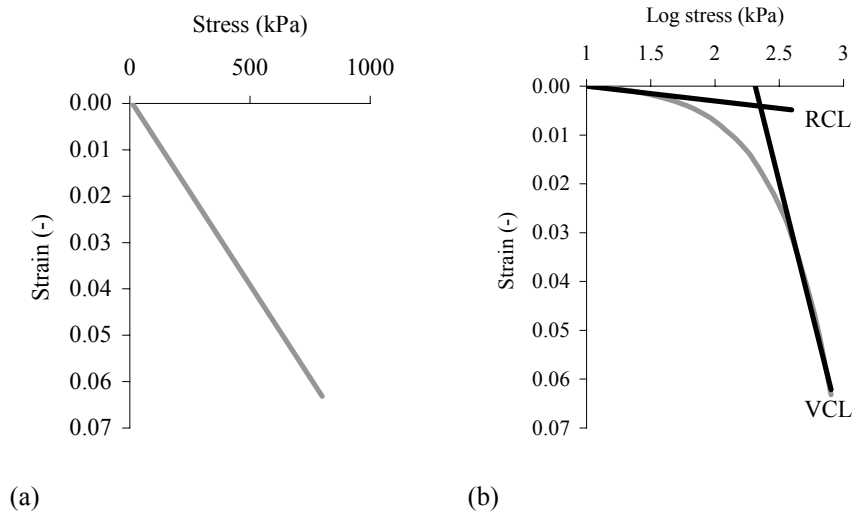 Stress (kPa)
0 500 1000
0.00
0.01
0.02
0.03
0.04
0.05
0.06
0.07
Strain (-)
(a)
Log stress (kPa)
1 1.5 2 2.5 3
0.00
0.01
0.02
0.03
0.04
0.05
0.06
0.07
Strain (-)
RCL
VCL
(b)